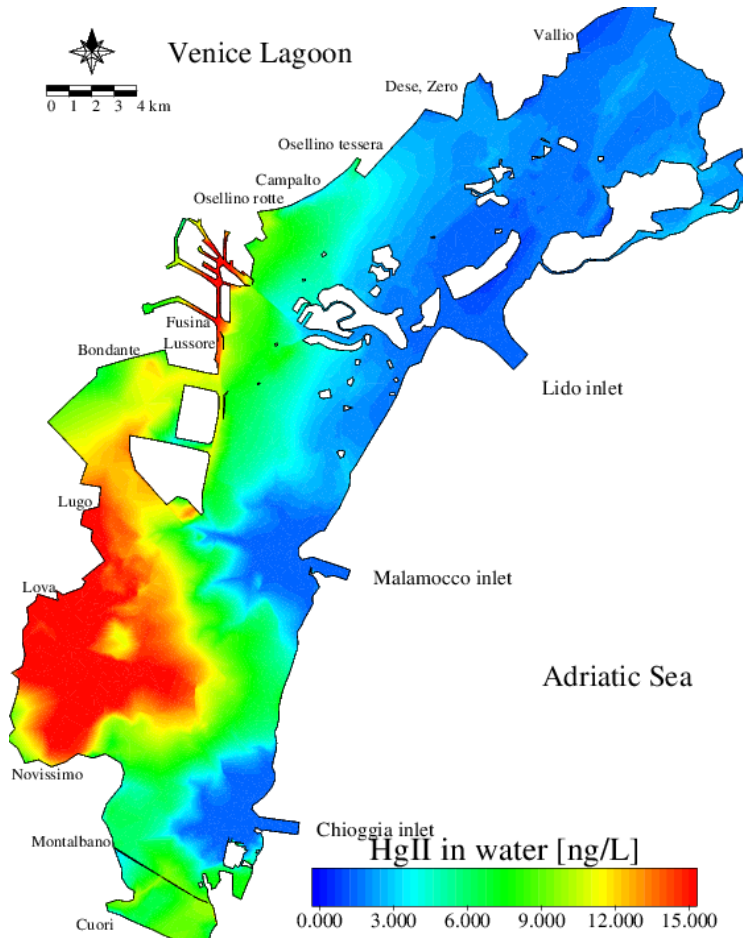 Vallio
Venice Lagoon
Dese, Zero
0 1 2 3 4 km
Osellino tessera
Campalto
Osellino rotte
Fusina
Lussore
Bondante
Lido inlet
Lugo
Malamocco inlet
Lova
Adriatic Sea
Novissimo
Chioggia inlet
Montalbano
HgII in water [ng/L]
0.000 3.000 6.000 9.000 12.000 15.000
Cuori